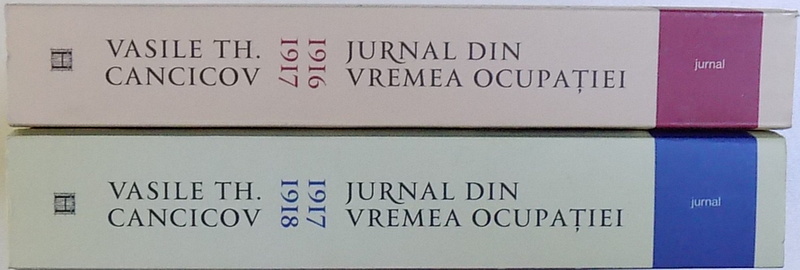 VASILE TH.
CANCICOV
1916
1917
JURNAL DIN
VREMEA OCUPAȚIEI
jurnal
VASILE TH.
CANCICOV
1917
1918
JURNAL DIN
VREMEA OCUPAȚIEI
jurnal